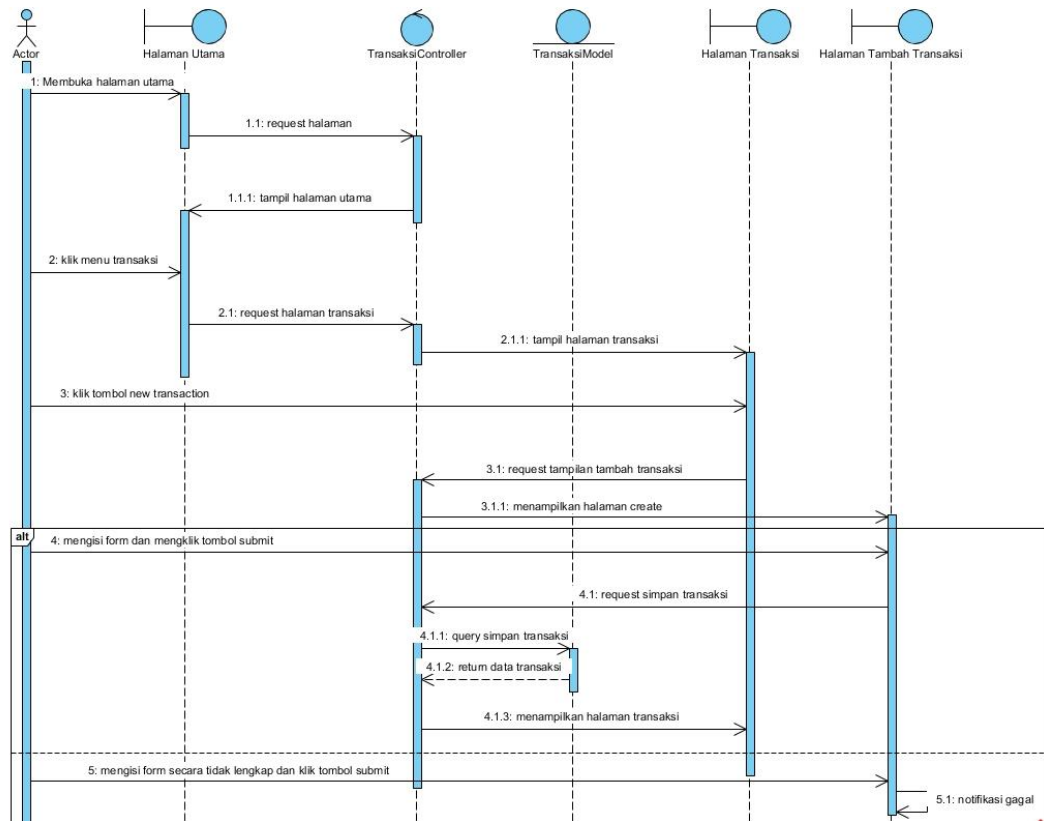 Actor
Halaman Utama
TransaksiController
TransaksiModel
Halaman Transaksi
Halaman Tambah Transaksi
1: Membuka halaman utama
1.1: request halaman
1.1.1: tampil halaman utama
2: klik menu transaksi
2.1: request halaman transaksi
2.1.1: tampil halaman transaksi
3: klik tombol new transaction
3.1: request tampilan tambah transaksi
3.1.1: menampilkan halaman create
alt
4: mengisi form dan mengklik tombol submit
4.1: request simpan transaksi
4.1.1: query simpan transaksi
4.1.2: return data transaksi
4.1.3: menampilkan halaman transaksi
5: mengisi form secara tidak lengkap dan klik tombol submit
5.1: notifikasi gagal